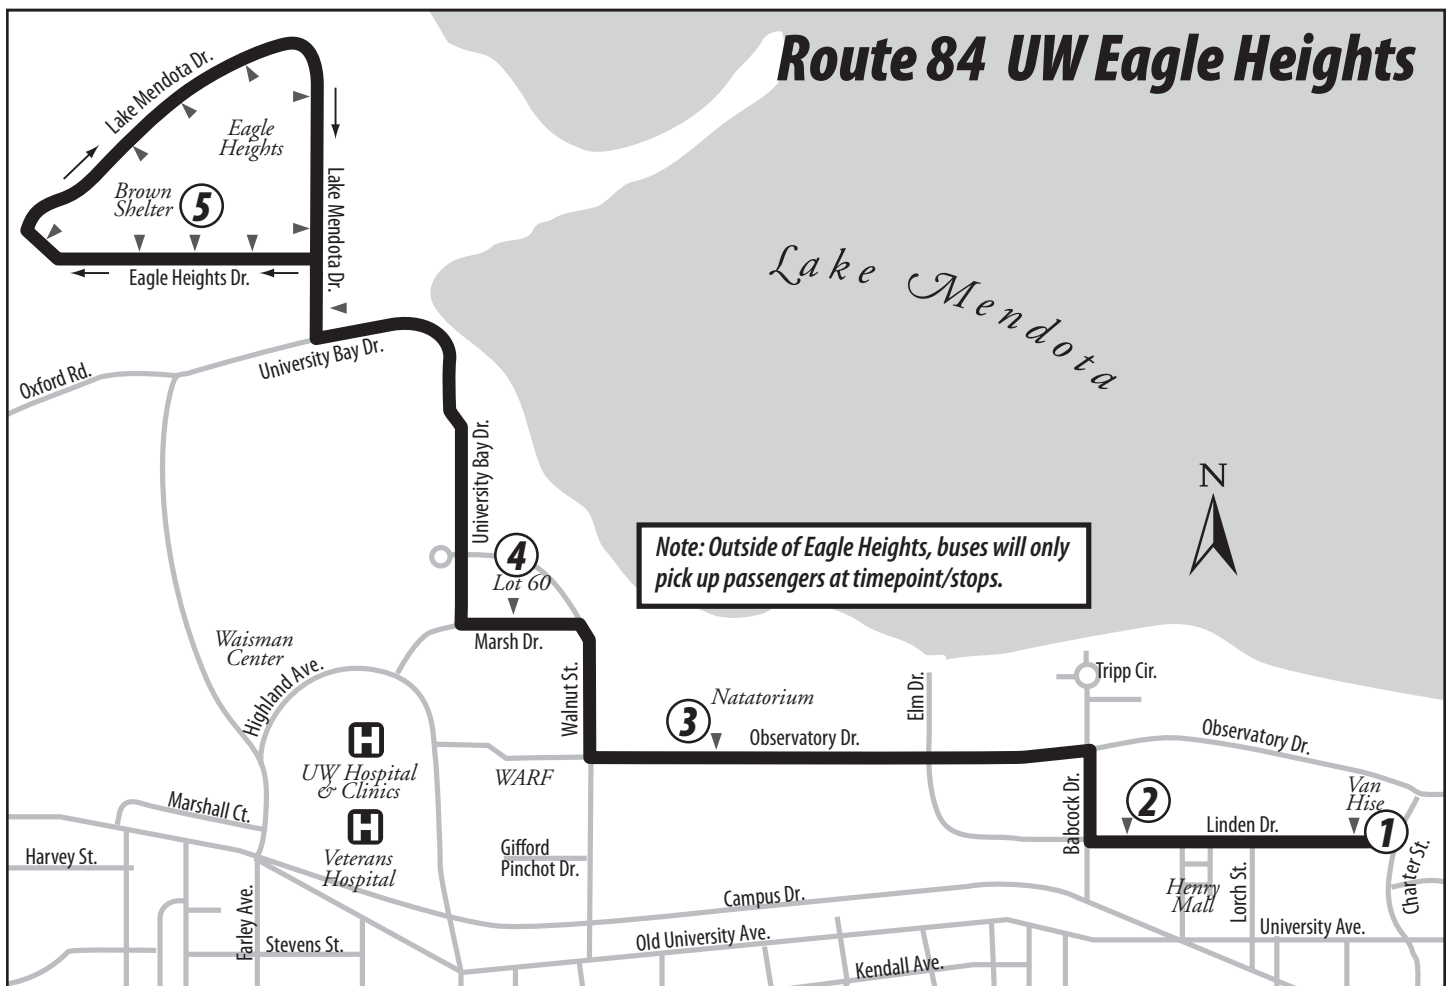 Route 84 UW Eagle Heights
Lake Mendota Dr.
Eagle
Heights
Brown
Shelter
5
Lake Mendota Dr.
Eagle Heights Dr.
Lake Mendota
University Bay Dr.
Oxford Rd.
University Bay Dr.
N
4
Lot 60
Note: Outside of Eagle Heights, buses will only
pick up passengers at timepoint/stops.
Marsh Dr.
Waisman
Center
Highland Ave.
Walnut St.
Natatorium
3
Observatory Dr.
Elm Dr.
Tripp Cir.
Observatory Dr.
H
UW Hospital
& Clinics
WARF
Babcock Dr.
2
Van
Hise
1
Linden Dr.
Marshall Ct.
H
Veterans
Hospital
Harvey St.
Gifford
Pinchot Dr.
Henry
Mall
Lorch St.
Charter St.
Campus Dr.
Farley Ave.
Stevens St.
Old University Ave.
University Ave.
Kendall Ave.